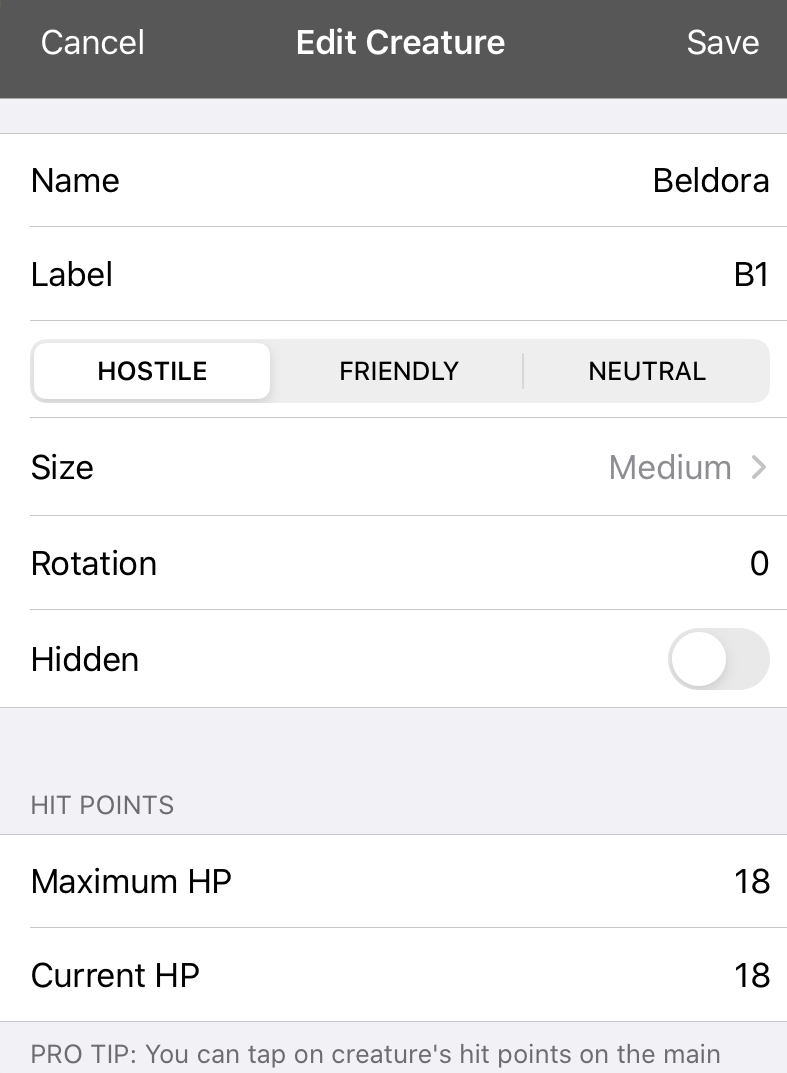 Cancel Edit Creature Save
Name Beldora
Label B1
HOSTILE FRIENDLY NEUTRAL
Size Medium
Rotation 0
Hidden
HIT POINTS
Maximum HP 18
Current HP 18
PRO TIP: You can tap on creature's hit points on the main